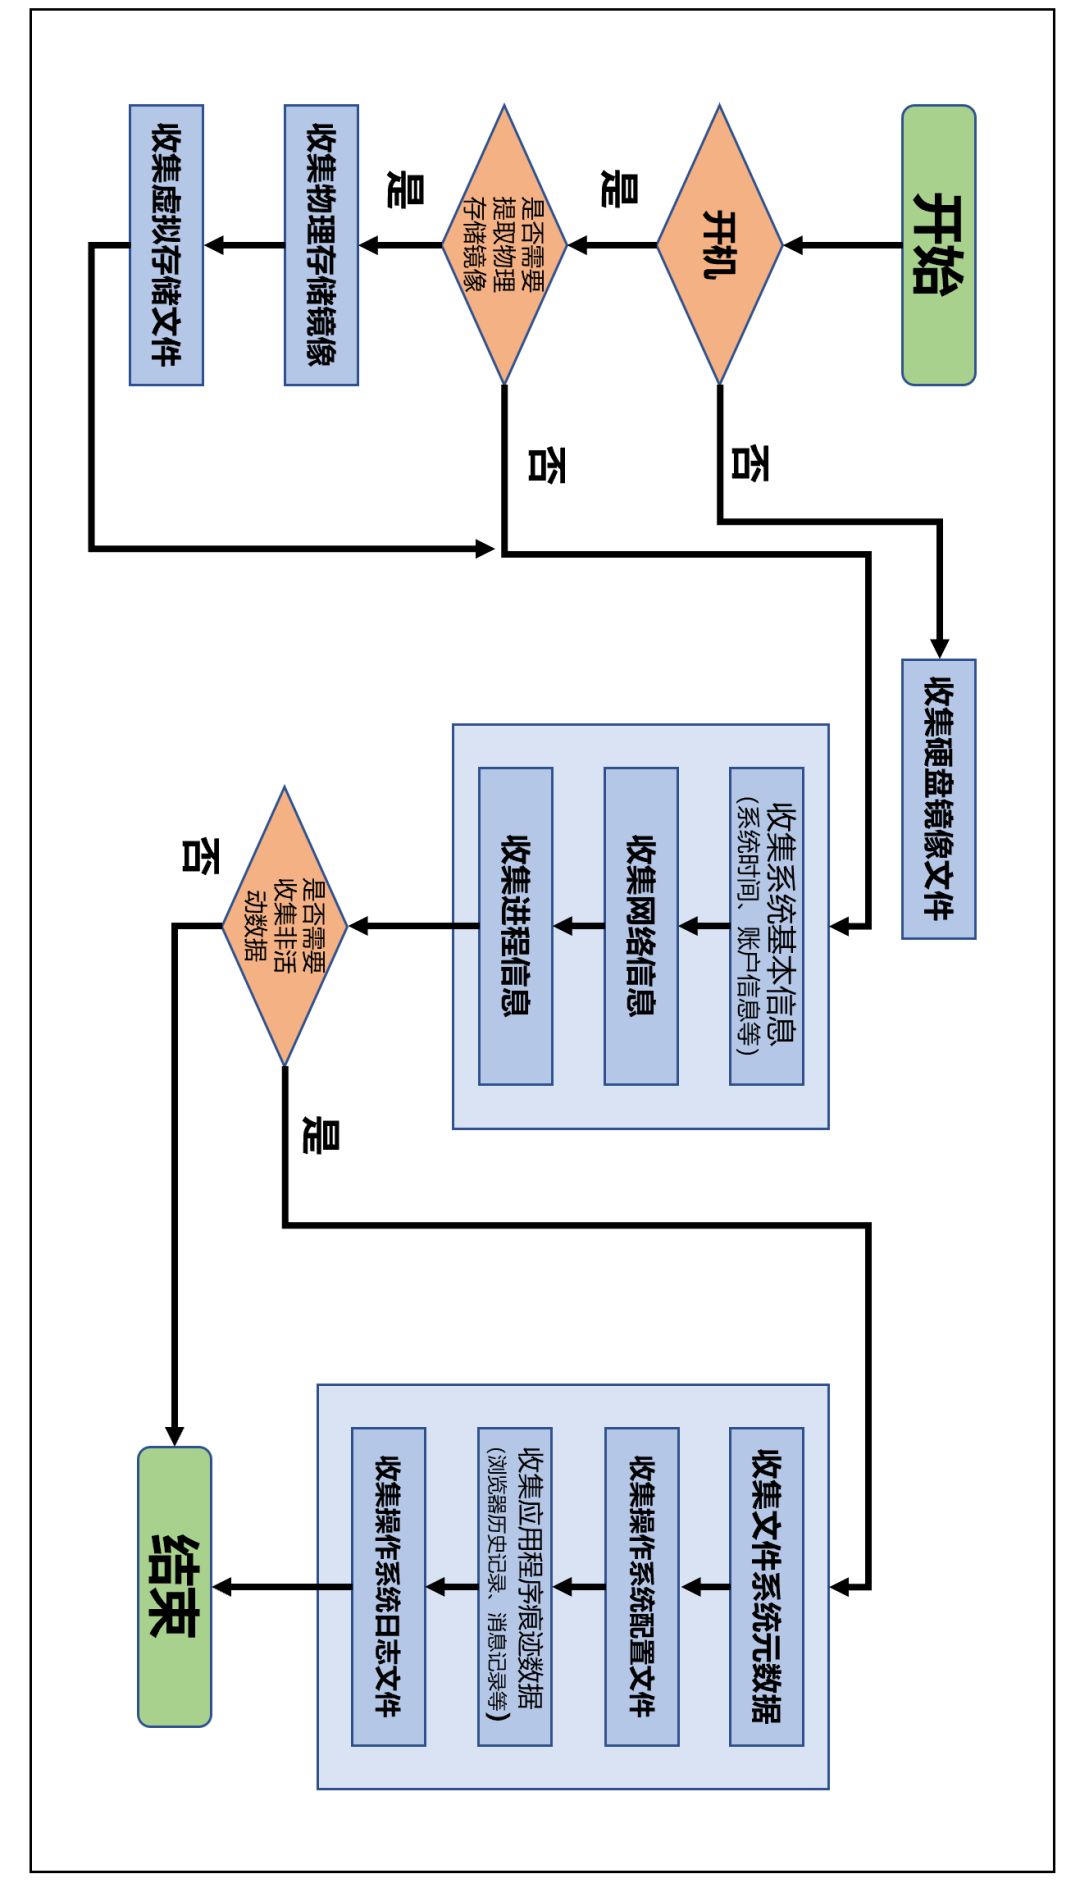 开始
开机
是
否
是否需要
提取物理
存储镜像
是
否
收集物理存储镜像
收集虚拟存储文件
收集硬盘镜像文件
收集系统基本信息
(系统时间、账户信息等)
收集网络信息
收集进程信息
是否需要
收集非活
动数据
否
是
收集文件系统元数据
收集操作系统配置文件
收集应用程序痕迹数据
(浏览器历史记录、消息记录等)
收集操作系统日志文件
结束